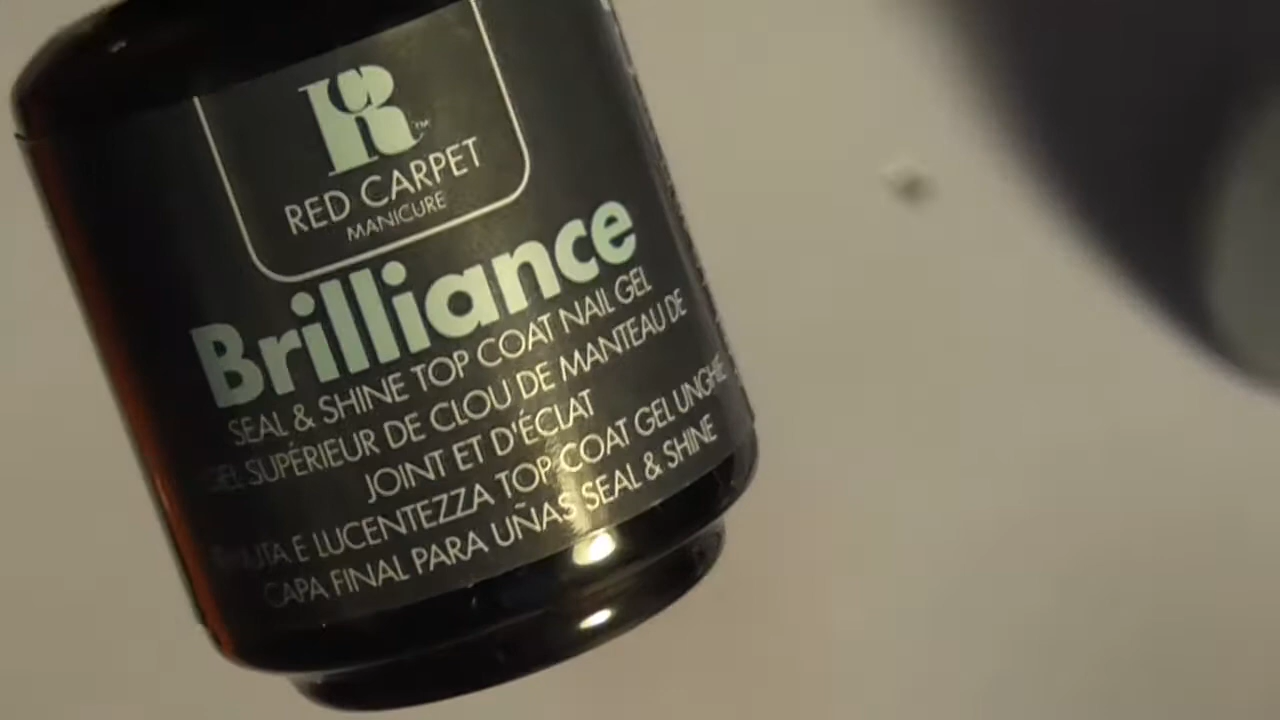 R
™
RED CARPET
MANICURE
Brilliance
SEAL & SHINE TOP COAT NAIL GEL
GEL SUPÉRIEUR DE CLOU DE MANTEAU DE
JOINT ET D'ÉCLAT
E LUCENTEZZA TOP COAT GEL UNGHIE
CAPA FINAL PARA UÑAS SEAL & SHINE